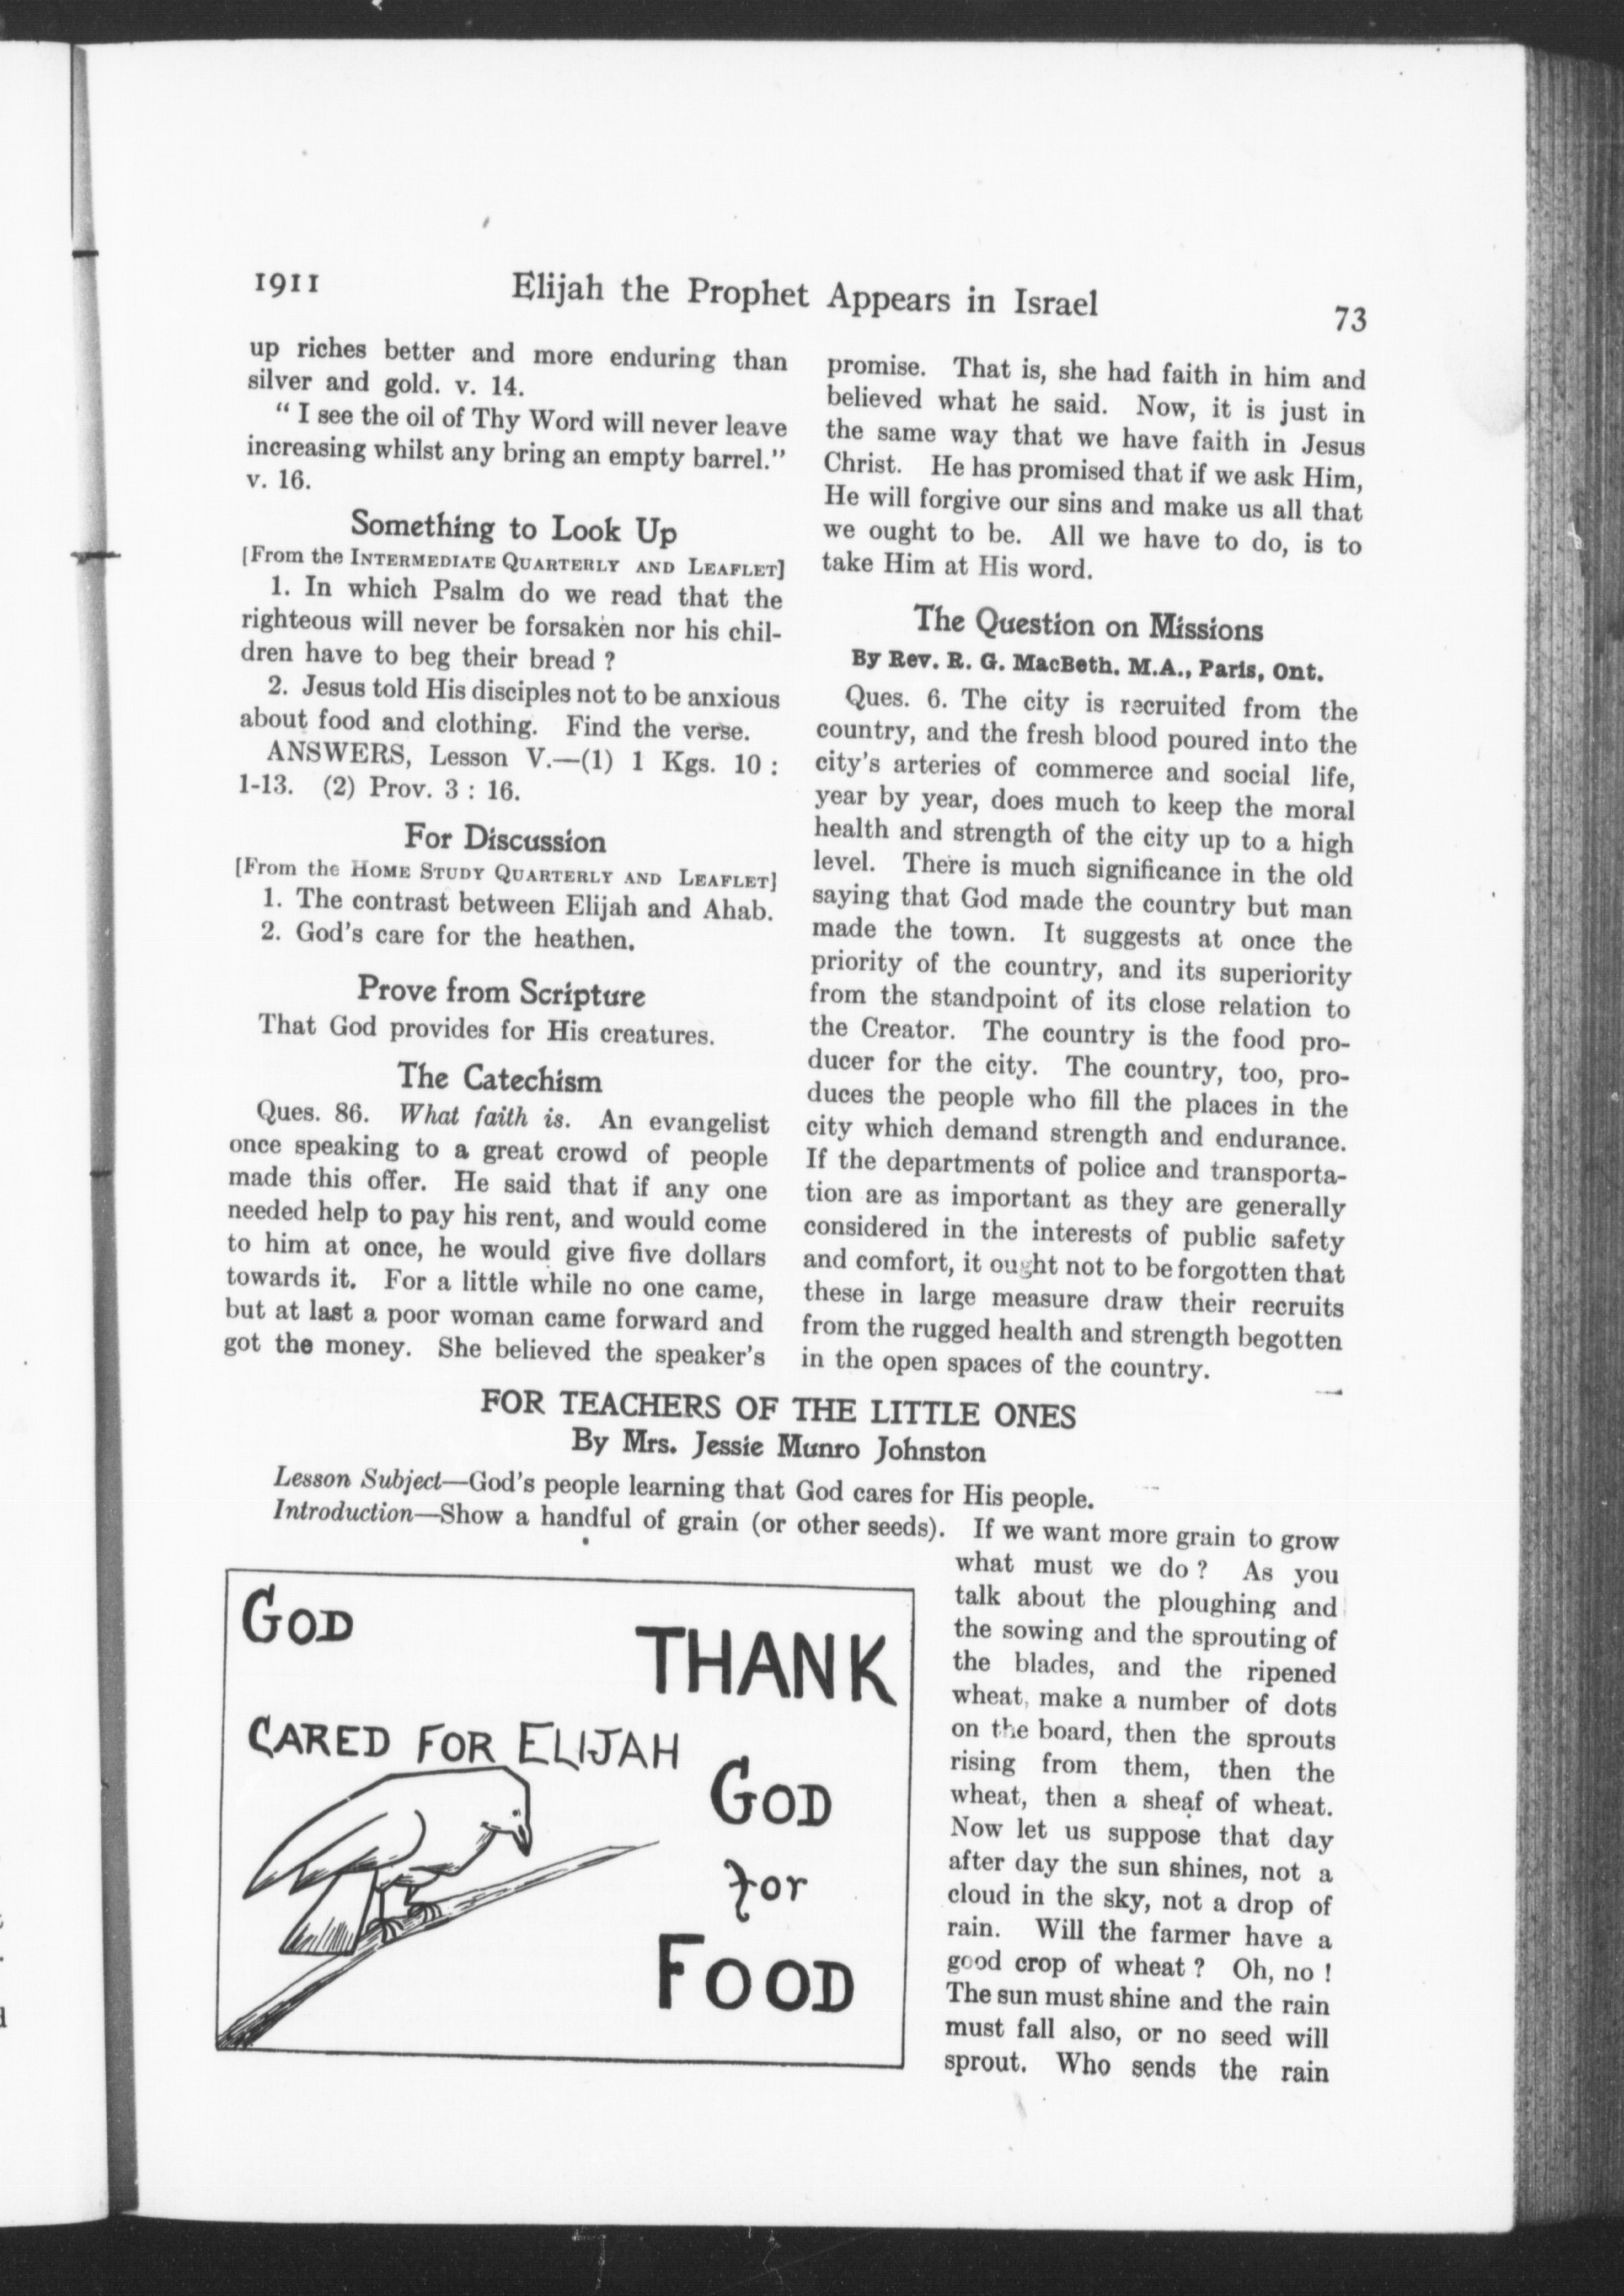 1911
Elijah the Prophet Appears in Israel
73
up riches better and more enduring than
silver and gold. v. 14.
“ I see the oil of Thy Word will never leave
increasing whilst any bring an empty barrel.”
v. 16.
Something to Look Up
[From the INTERMEDIATE QUARTERLY AND LEAFLET]
1. In which Psalm do we read that the
righteous will never be forsaken nor his chil-
dren have to beg their bread ?
2. Jesus told His disciples not to be anxious
about food and clothing. Find the verse.
ANSWERS, Lesson V.—(1) 1 Kgs. 10 :
1-13. (2) Prov. 3 : 16.
For Discussion
[From the HOME STUDY QUARTERLY AND LEAFLET]
1. The contrast between Elijah and Ahab.
2. God's care for the heathen.
Prove from Scripture
That God provides for His creatures.
The Catechism
Ques. 86. What faith is. An evangelist
once speaking to a great crowd of people
made this offer. He said that if any one
needed help to pay his rent, and would come
to him at once, he would give five dollars
towards it. For a little while no one came,
but at last a poor woman came forward and
got the money. She believed the speaker's
promise. That is, she had faith in him and
believed what he said. Now, it is just in
the same way that we have faith in Jesus
Christ. He has promised that if we ask Him,
He will forgive our sins and make us all that
we ought to be. All we have to do, is to
take Him at His word.
The Question on Missions
By Rev. R. G. MacBeth. M.A., Paris, Ont.
Ques. 6. The city is recruited from the
country, and the fresh blood poured into the
city's arteries of commerce and social life,
year by year, does much to keep the moral
health and strength of the city up to a high
level. There is much significance in the old
saying that God made the country but man
made the town. It suggests at once the
priority of the country, and its superiority
from the standpoint of its close relation to
the Creator. The country is the food pro-
ducer for the city. The country, too, pro-
duces the people who fill the places in the
city which demand strength and endurance.
If the departments of police and transporta-
tion are as important as they are generally
considered in the interests of public safety
and comfort, it ought not to be forgotten that
these in large measure draw their recruits
from the rugged health and strength begotten
in the open spaces of the country.
FOR TEACHERS OF THE LITTLE ONES
By Mrs. Jessie Munro Johnston
Lesson Subject—God's people learning that God cares for His people.
Introduction—Show a handful of grain (or other seeds). If we want more grain to grow
what must we do ? As you
talk about the ploughing and
the sowing and the sprouting of
the blades, and the ripened
wheat, make a number of dots
on the board, then the sprouts
rising from them, then the
wheat, then a sheaf of wheat.
Now let us suppose that day
after day the sun shines, not a
cloud in the sky, not a drop of
rain. Will the farmer have a
good crop of wheat ? Oh, no !
The sun must shine and the rain
must fall also, or no seed will
sprout. Who sends the rain
GOD
CARED FOR ELIJAH
THANK
GOD
for
FOOD